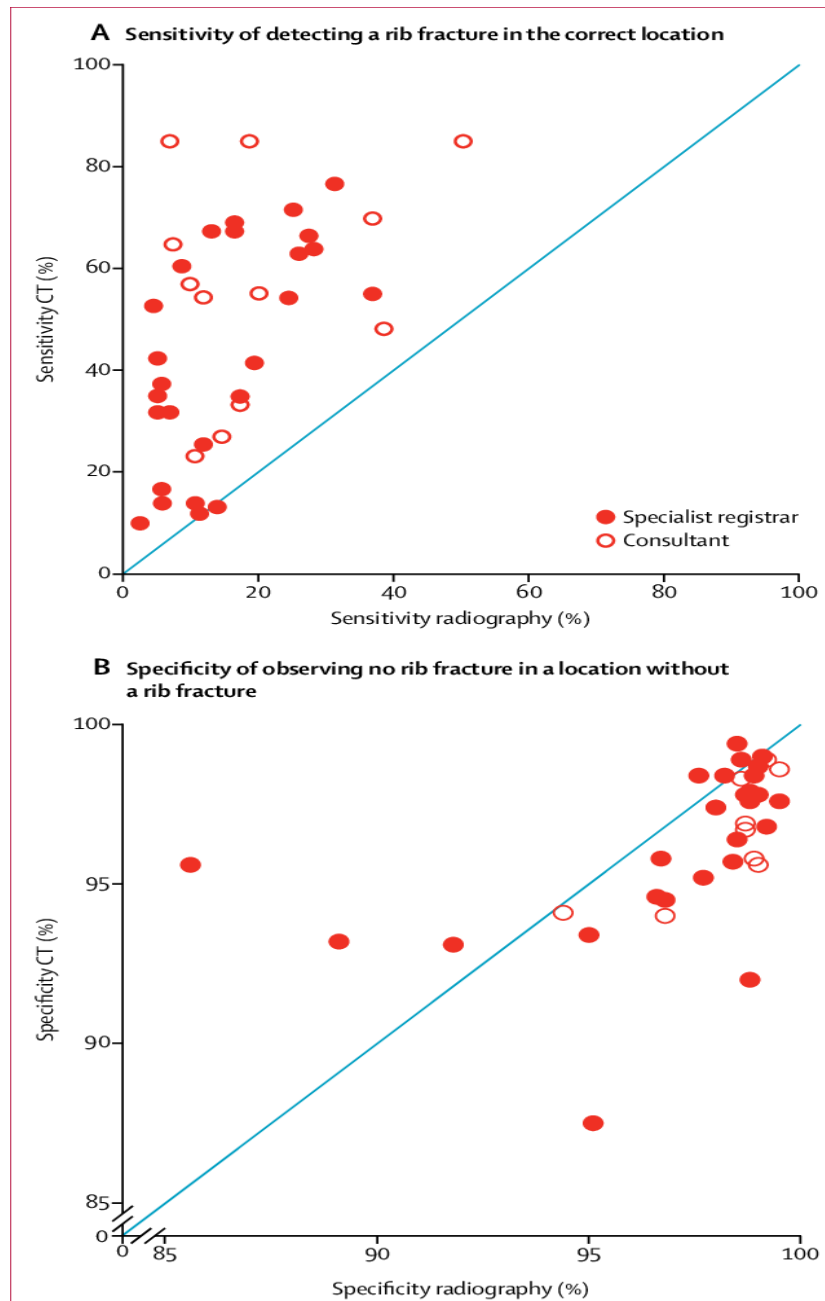 A Sensitivity of detecting a rib fracture in the correct location
100
80
60
40
20
0
Sensitivity CT (%)
Specialist registrar
Consultant
0 20 40 60 80 100
Sensitivity radiography (%)
B Specificity of observing no rib fracture in a location without
a rib fracture
100
95
90
85
0
Specificity CT (%)
0 85 90 95 100
Specificity radiography (%)